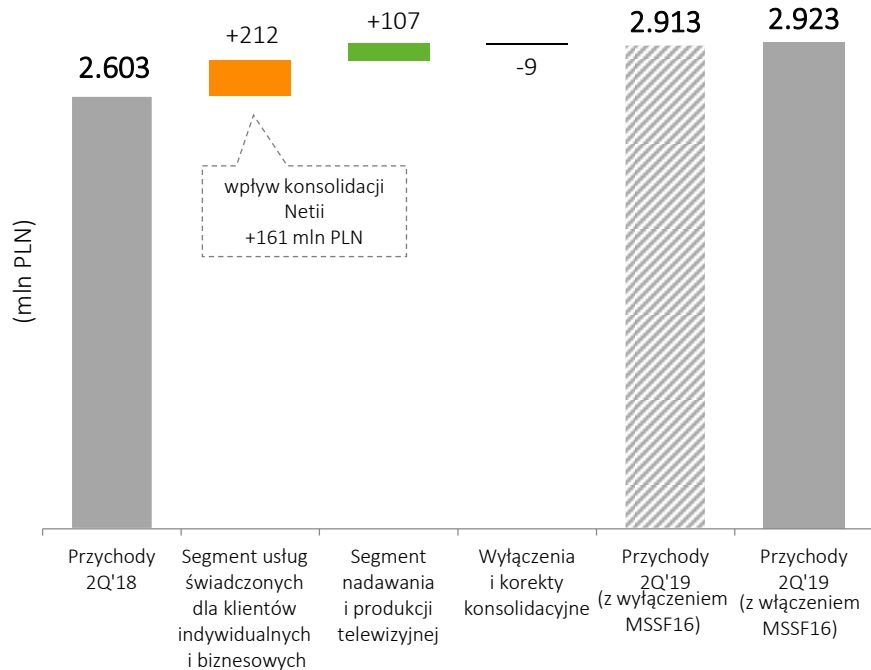 2.603
+212
+107
-9
2.913
2.923
wpływ konsolidacji
Netii
+161 mln PLN
(mln PLN)
Przychody
2Q'18
Segment usług
świadczonych
dla klientów
indywidualnych
i biznesowych
Segment
nadawania
i produkcji
telewizyjnej
Wyłączenia
i korekty
konsolidacyjne
Przychody
2Q'19
(z wyłączeniem
MSSF16)
Przychody
2Q'19
(z włączeniem
MSSF16)